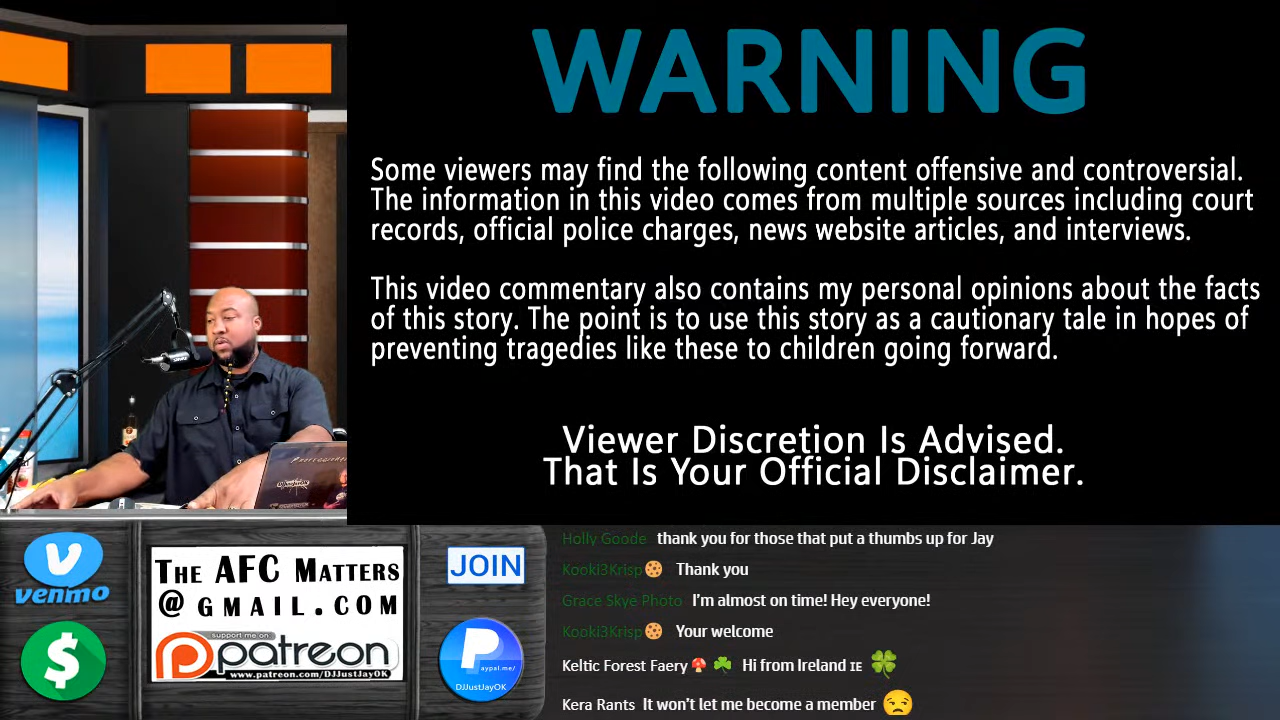 WARNING
Some viewers may find the following content offensive and controversial.
The information in this video comes from multiple sources including court
records, official police charges, news website articles, and interviews.
This video commentary also contains my personal opinions about the facts
of this story. The point is to use this story as a cautionary tale in hopes of
preventing tragedies like these to children going forward.
Viewer Discretion Is Advised.
That Is Your Official Disclaimer.
venmo
THE AFC MATTERS
@GMAIL.COM
support me on
patreon
www.patreon.com/DJJustJayOK
JOIN
aypal.me/
DJJustJayOK
Holly Goode thank you for those that put a thumbs up for Jay
Kooki3Krisp🍪 Thank you
Grace Skye Photo I'm almost on time! Hey everyone!
Kooki3Krisp🍪 Your welcome
Keltic Forest Faery🍄☘️ Hi from Ireland IE 🍀
Kera Rants It won't let me become a member 😒